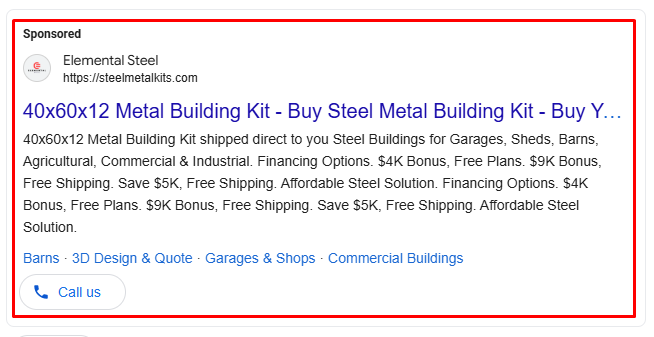 Sponsored
Elemental Steel
https://steelmetalkits.com
40x60x12 Metal Building Kit - Buy Steel Metal Building Kit - Buy Y...
40x60x12 Metal Building Kit shipped direct to you Steel Buildings for Garages, Sheds, Barns,
Agricultural, Commercial & Industrial. Financing Options. $4K Bonus, Free Plans. $9K Bonus,
Free Shipping. Save $5K, Free Shipping. Affordable Steel Solution. Financing Options. $4K
Bonus, Free Plans. $9K Bonus, Free Shipping. Save $5K, Free Shipping. Affordable Steel
Solution.
Barns · 3D Design & Quote · Garages & Shops · Commercial Buildings
Call us